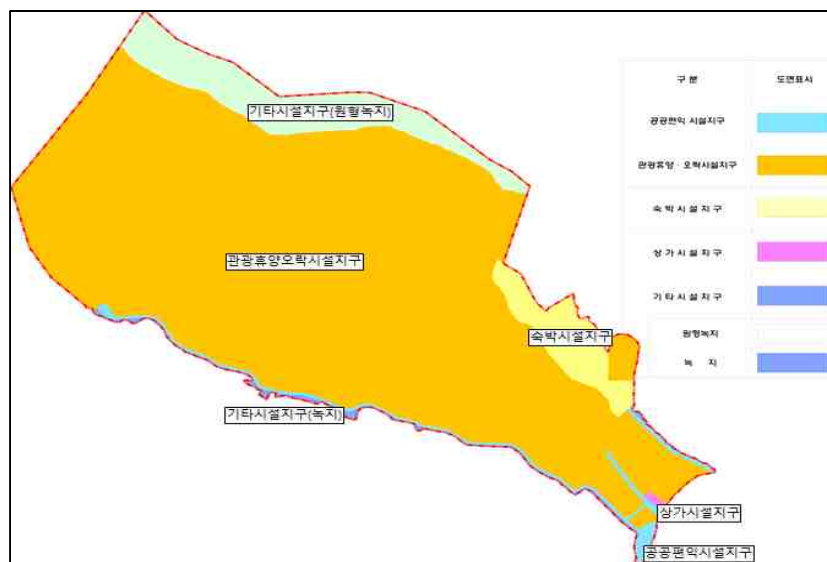 기타시설지구(원형녹지)
관광휴양오락시설지구
숙박시설지구
기타시설지구(녹지)
상가시설지구
공공편익시설지구
구 분 도면표시
공공편익 시설지구
관광휴양 · 오락시설지구
숙 박 시 설 지 구
상 가 시 설 지 구
기 타 시 설 지 구
원형녹지
녹 지